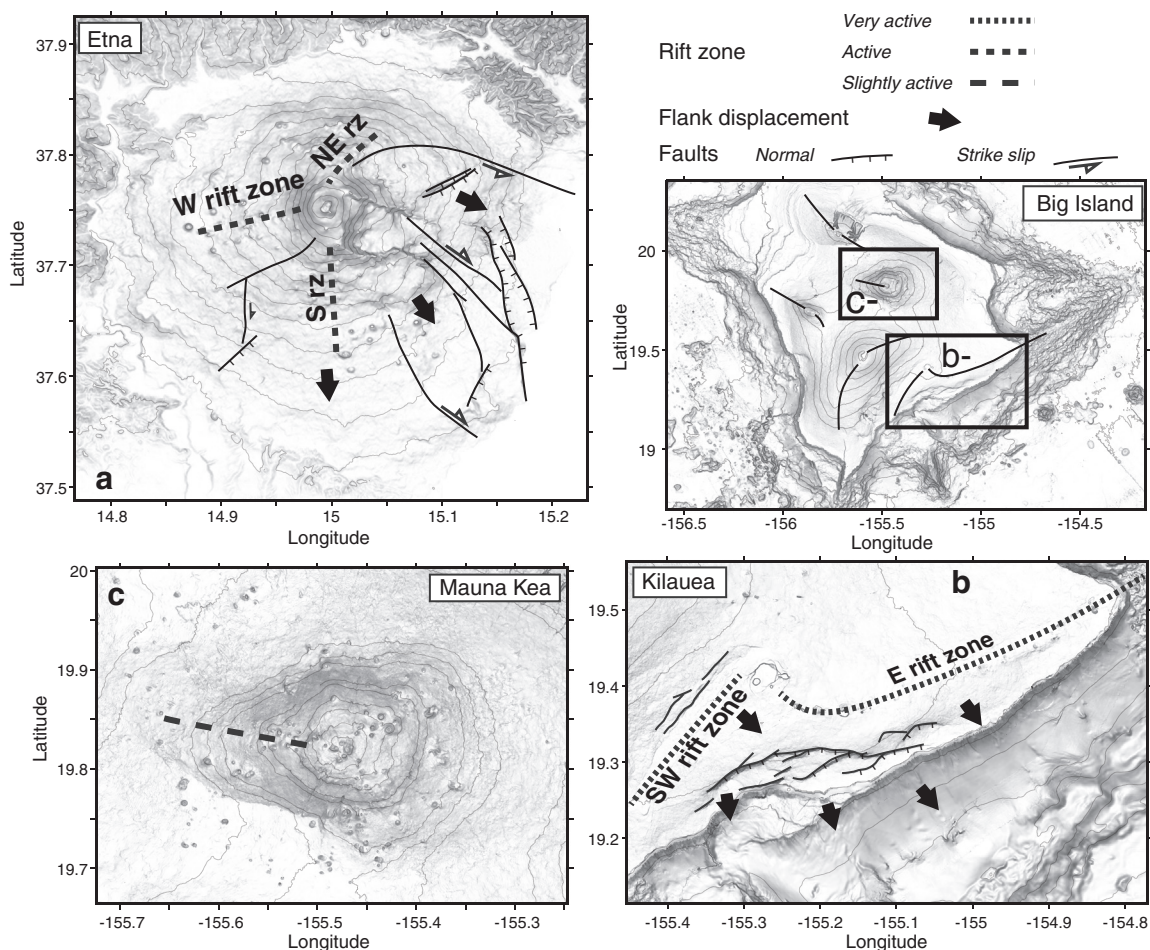 Etna
37.9
37.8
37.7
37.6
37.5
Latitude
NE rz
W rift zone
S rz
a
14.8 14.9 15 15.1 15.2
Longitude
Very active
Rift zone Active
Slightly active
Flank displacement
Faults Normal Strike slip
Big Island
20
19.5
19
Latitude
C-
b-
-156.5 -156 -155.5 -155 -154.5
Longitude
c
Mauna Kea
20
19.9
19.8
19.7
Latitude
-155.7 -155.6 -155.5 -155.4 -155.3
Longitude
Kilauea
b
19.5
19.4
19.3
19.2
Latitude
E rift zone
SW rift zone
-155.4 -155.3 -155.2 -155.1 -155 -154.9 -154.8
Longitude